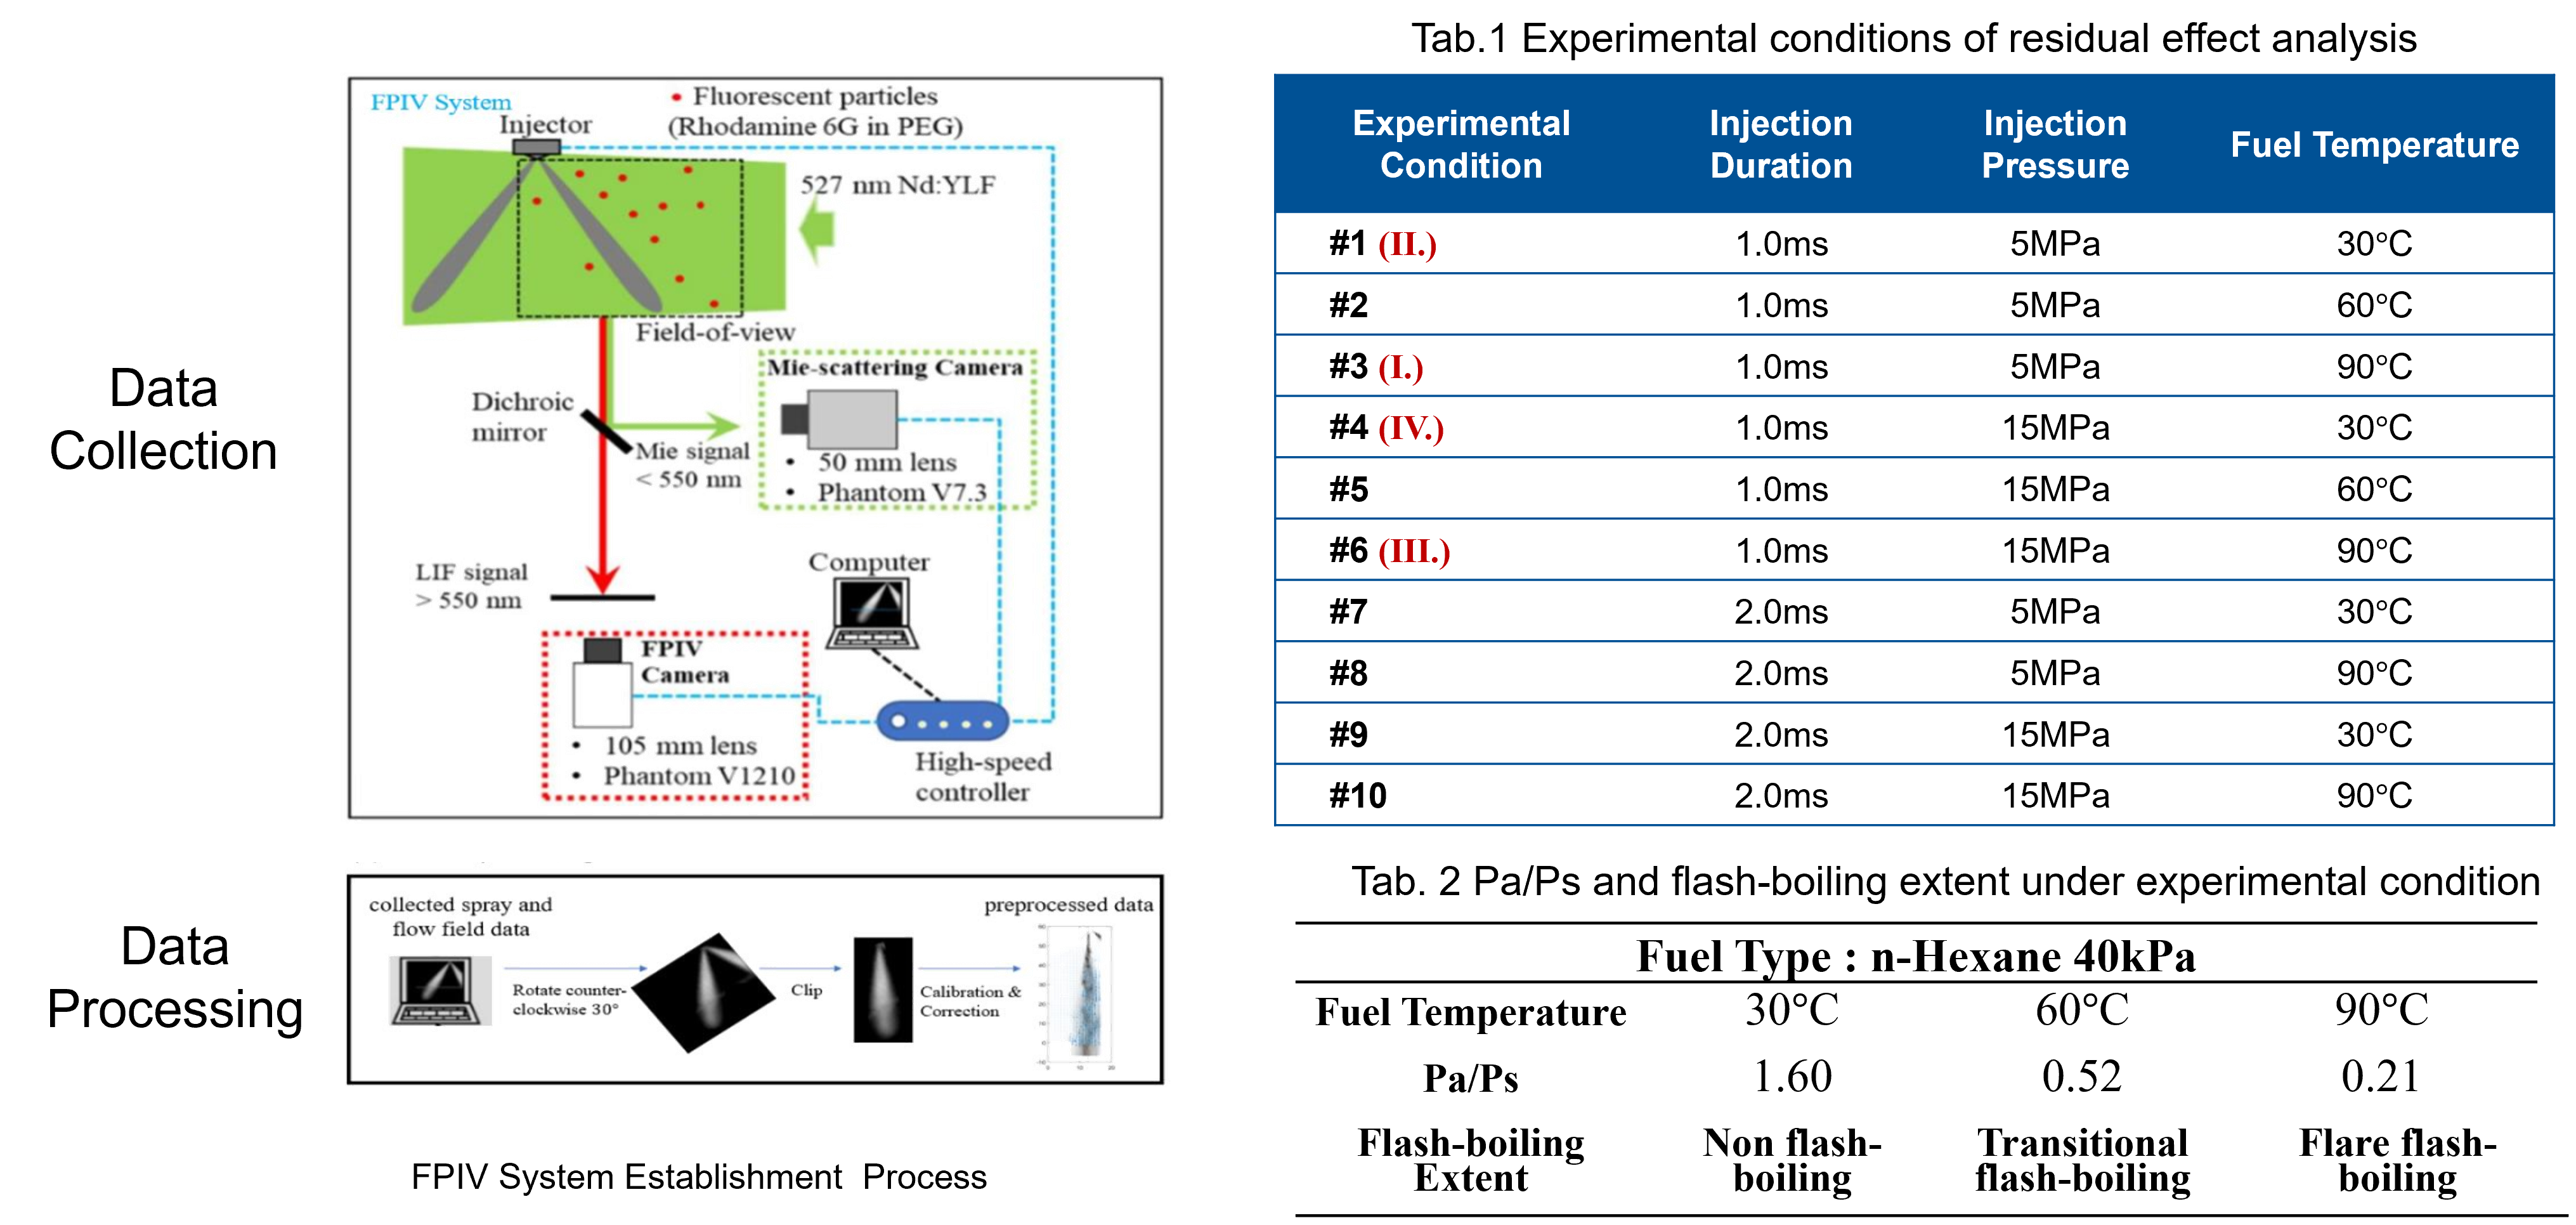 Data
Collection
FPIV System
Injector
• Fluorescent particles
(Rhodamine 6G in PEG)
527 nm Nd:YLF
Field-of-view
Dichroic
mirror
Mie signal
< 550 nm
Mie-scattering Camera
• 50 mm lens
• Phantom V7.3
LIF signal
> 550 nm
Computer
FPIV
Camera
• 105 mm lens
• Phantom V1210
High-speed
controller
Data
Processing
collected spray and
flow field data
Rotate counter-
clockwise 30°
Clip
Calibration &
Correction
preprocessed data
FPIV System Establishment Process
Tab.1 Experimental conditions of residual effect analysis
Experimental Condition Injection Duration Injection Pressure Fuel Temperature
#1 (II.) 1.0ms 5MPa 30℃
#2 1.0ms 5MPa 60℃
#3 (I.) 1.0ms 5MPa 90℃
#4 (IV.) 1.0ms 15MPa 30℃
#5 1.0ms 15MPa 60℃
#6 (III.) 1.0ms 15MPa 90℃
#7 2.0ms 5MPa 30℃
#8 2.0ms 5MPa 90℃
#9 2.0ms 15MPa 30℃
#10 2.0ms 15MPa 90℃
Tab. 2 Pa/Ps and flash-boiling extent under experimental condition
Fuel Type : n-Hexane 40kPa
Fuel Temperature 30℃ 60℃ 90℃
Pa/Ps 1.60 0.52 0.21
Flash-boiling Extent Non flash-boiling Transitional flash-boiling Flare flash-boiling